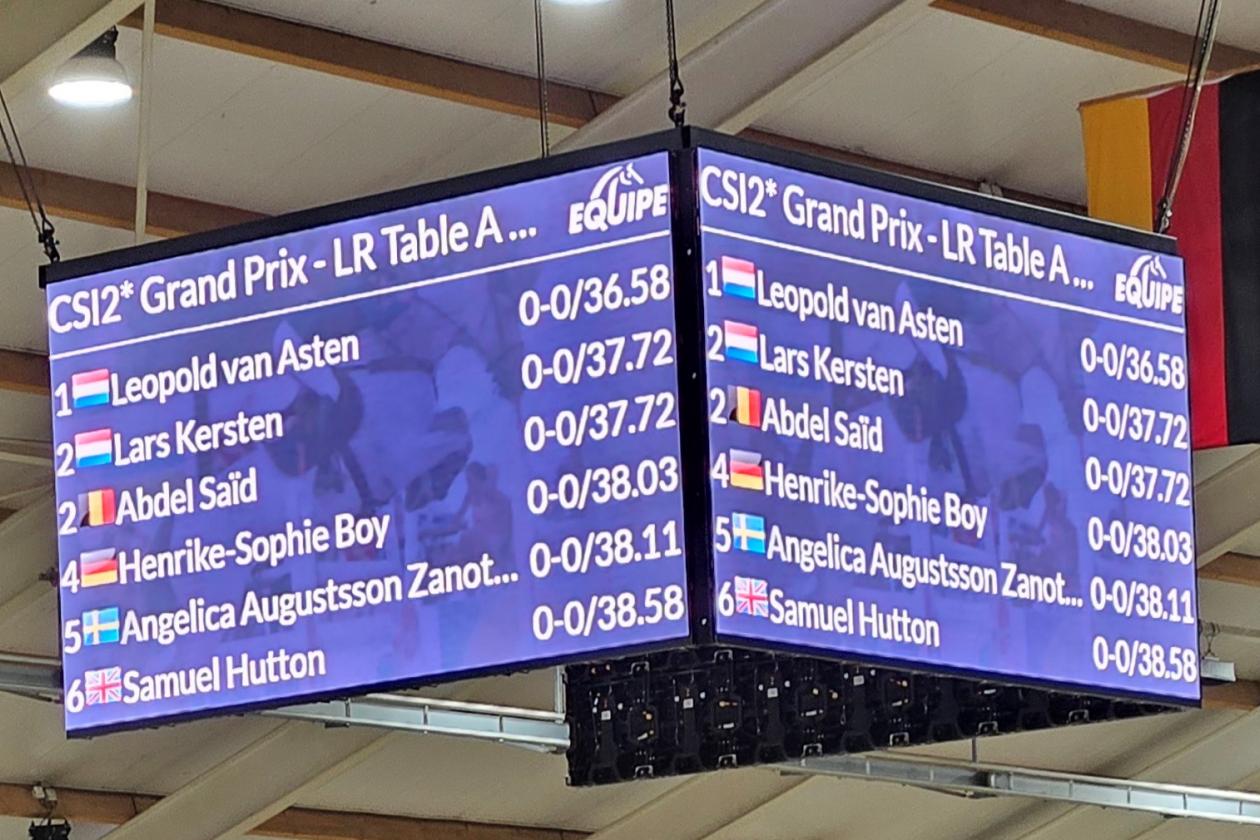 CSI2* Grand Prix - LR Table A ...
EQUIPE
1 Leopold van Asten 0-0/36.58
2 Lars Kersten 0-0/37.72
2 Abdel Saïd 0-0/37.72
4 Henrike-Sophie Boy 0-0/38.03
5 Angelica Augustsson Zanot... 0-0/38.11
6 Samuel Hutton 0-0/38.58
CSI2* Grand Prix - LR Table A ...
EQUIPE
1 Leopold van Asten 0-0/36.58
2 Lars Kersten 0-0/37.72
2 Abdel Saïd 0-0/37.72
4 Henrike-Sophie Boy 0-0/38.03
5 Angelica Augustsson Zanot... 0-0/38.11
6 Samuel Hutton 0-0/38.58